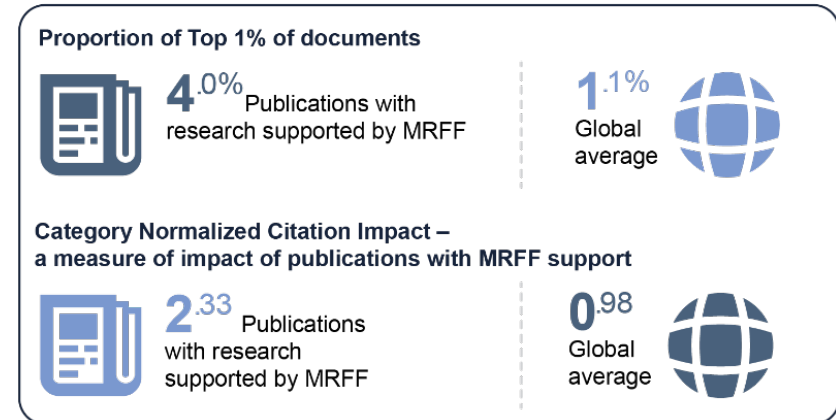 Proportion of Top 1% of documents
4.0% Publications with
research supported by MRFF
1.1%
Global
average
Category Normalized Citation Impact –
a measure of impact of publications with MRFF support
2.33 Publications
with research
supported by MRFF
0.98
Global
average